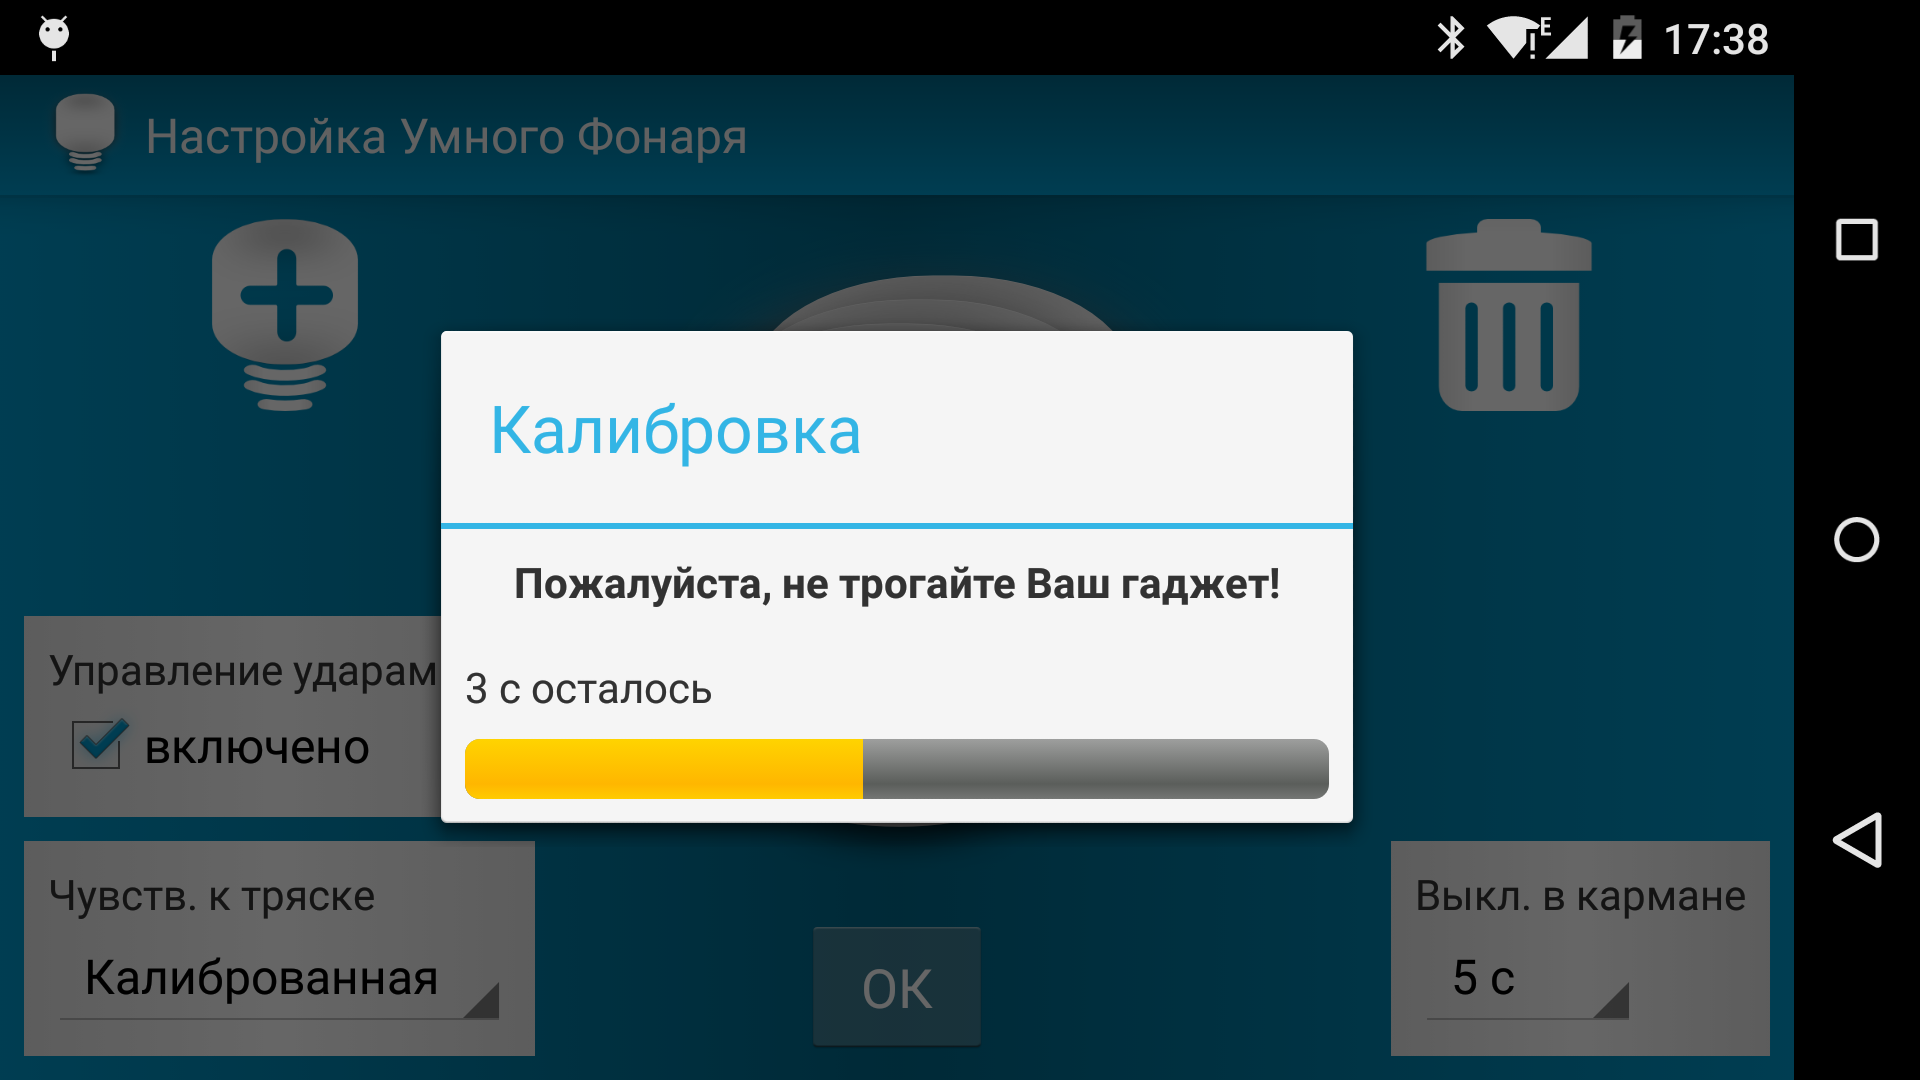 E 17:38
Настройка Умного Фонаря
Калибровка
Пожалуйста, не трогайте Ваш гаджет!
3 с осталось
Управление ударам
включено
Чувств. к тряске
Калиброванная
ОК
Выкл. в кармане
5 с